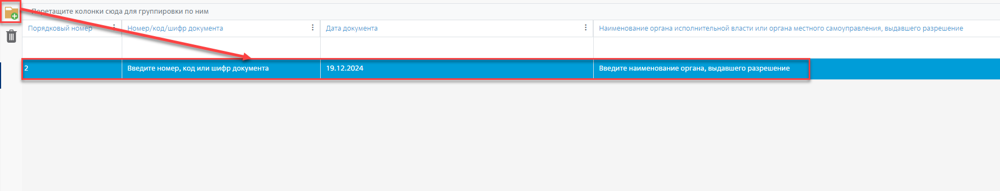 Перетащите колонки сюда для группировки по ним
Порядковый номер Номер/код/шифр документа Дата документа Наименование органа исполнительной власти или органа местного самоуправления, выдавшего разрешение
2 Введите номер, код или шифр документа 19.12.2024 Введите наименование органа, выдавшего разрешение